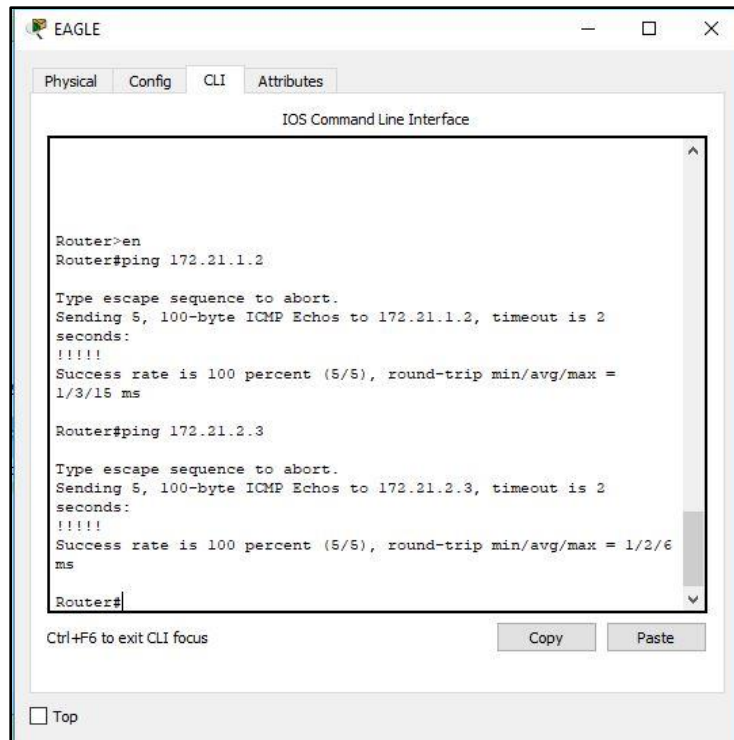 EAGLE
Physical Config CLI Attributes
IOS Command Line Interface
Router>en
Router#ping 172.21.1.2
Type escape sequence to abort.
Sending 5, 100-byte ICMP Echos to 172.21.1.2, timeout is 2
seconds:
!!!!!
Success rate is 100 percent (5/5), round-trip min/avg/max =
1/3/15 ms
Router#ping 172.21.2.3
Type escape sequence to abort.
Sending 5, 100-byte ICMP Echos to 172.21.2.3, timeout is 2
seconds:
!!!!!
Success rate is 100 percent (5/5), round-trip min/avg/max = 1/2/6
ms
Router#
Ctrl+F6 to exit CLI focus Copy Paste
Top